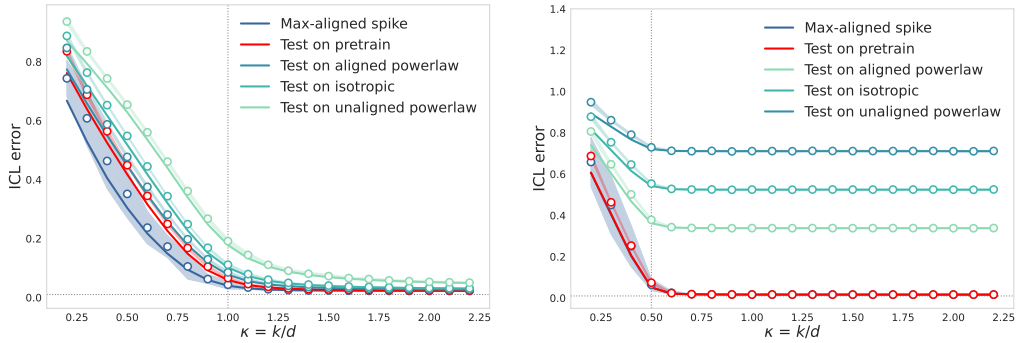 ICL error
0.8
0.6
0.4
0.2
0.0
Max-aligned spike
Test on pretrain
Test on aligned powerlaw
Test on isotropic
Test on unaligned powerlaw
0.25 0.50 0.75 1.00 1.25 1.50 1.75 2.00 2.25
κ = k/d
ICL error
1.4
1.2
1.0
0.8
0.6
0.4
0.2
0.0
Max-aligned spike
Test on pretrain
Test on aligned powerlaw
Test on isotropic
Test on unaligned powerlaw
0.25 0.50 0.75 1.00 1.25 1.50 1.75 2.00 2.25
κ = k/d